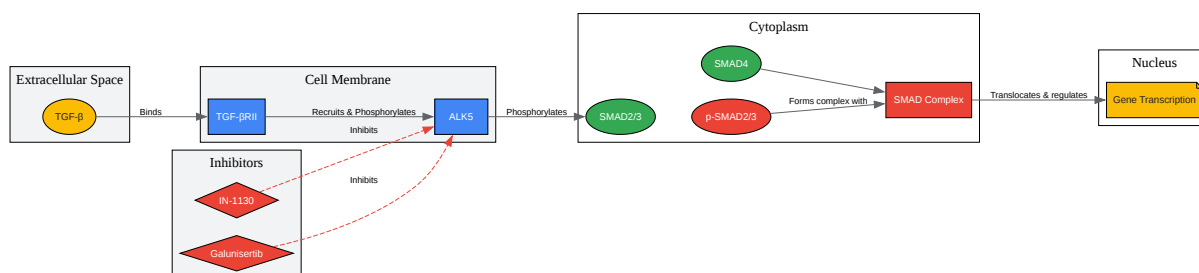 Extracellular Space
TGF-β
Binds
Cell Membrane
TGF-βRII
Recruits & Phosphorylates
ALK5
Inhibits
Inhibits
Inhibitors
IN-1130
Galunisertib
Phosphorylates
Cytoplasm
SMAD4
SMAD2/3
p-SMAD2/3
Forms complex with
SMAD Complex
Translocates & regulates
Nucleus
Gene Transcription